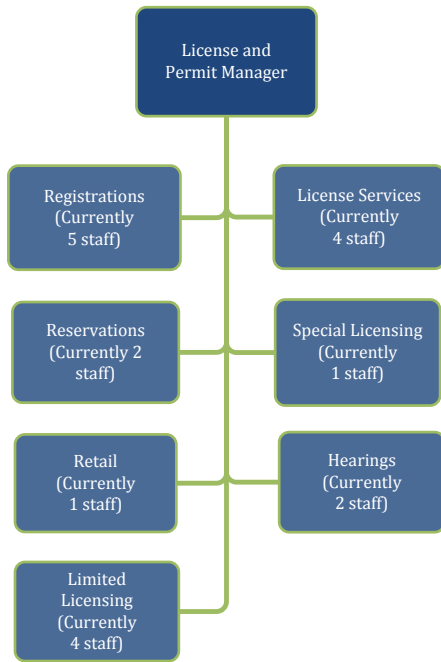 License and
Permit Manager
Registrations
(Currently
5 staff)
License Services
(Currently
4 staff)
Reservations
(Currently 2
staff)
Special Licensing
(Currently
1 staff)
Retail
(Currently
1 staff)
Hearings
(Currently
2 staff)
Limited
Licensing
(Currently
4 staff)